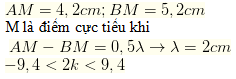 AM = 4, 2cm; BM = 5, 2cm
M là điểm cực tiểu khi
AM − BM = 0, 5λ → λ = 2cm
−9, 4 < 2k < 9, 4